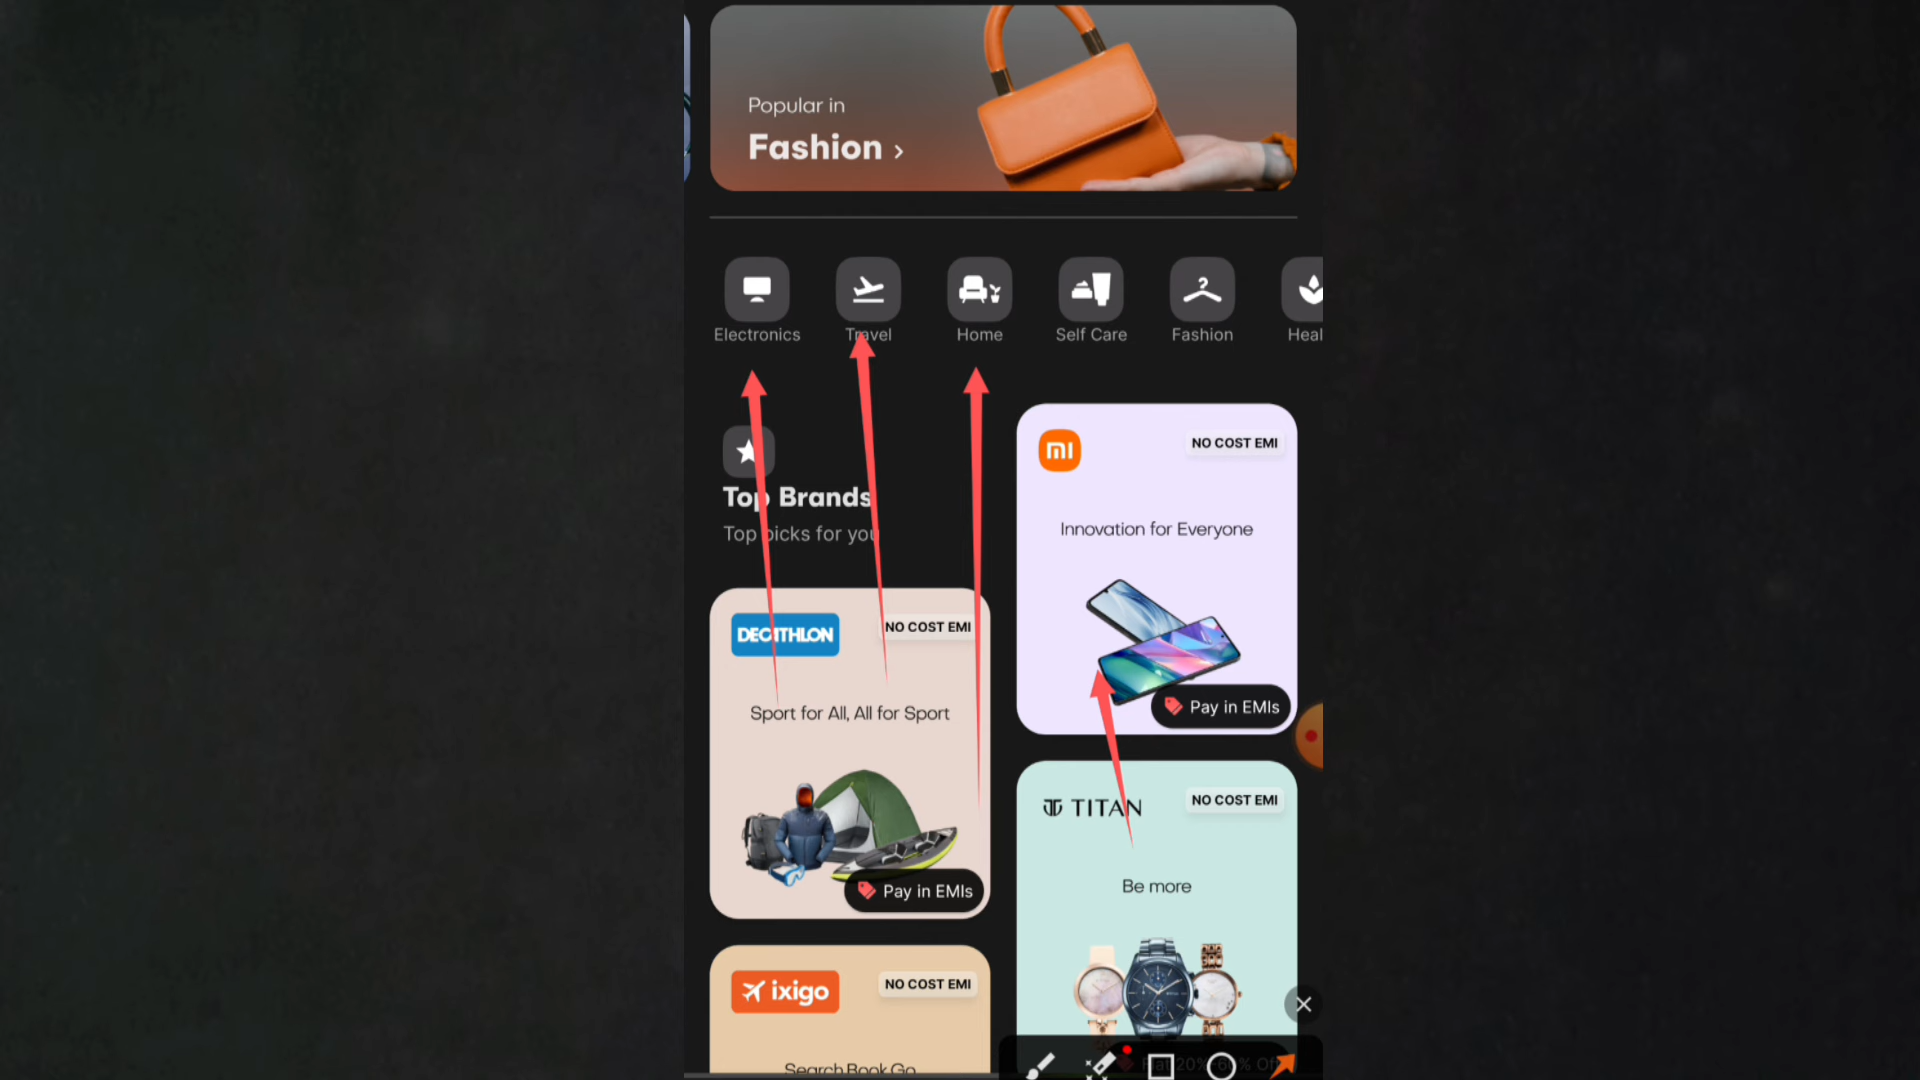 Popular in
Fashion ›
Electronics
Travel
Home
Self Care
Fashion
Heal
Top Brands
Top picks for you
mi
NO COST EMI
Innovation for Everyone
Pay in EMIs
DECATHLON
NO COST EMI
Sport for All, All for Sport
Pay in EMIs
TITAN
NO COST EMI
Be more
ixigo
NO COST EMI
Search Book Go